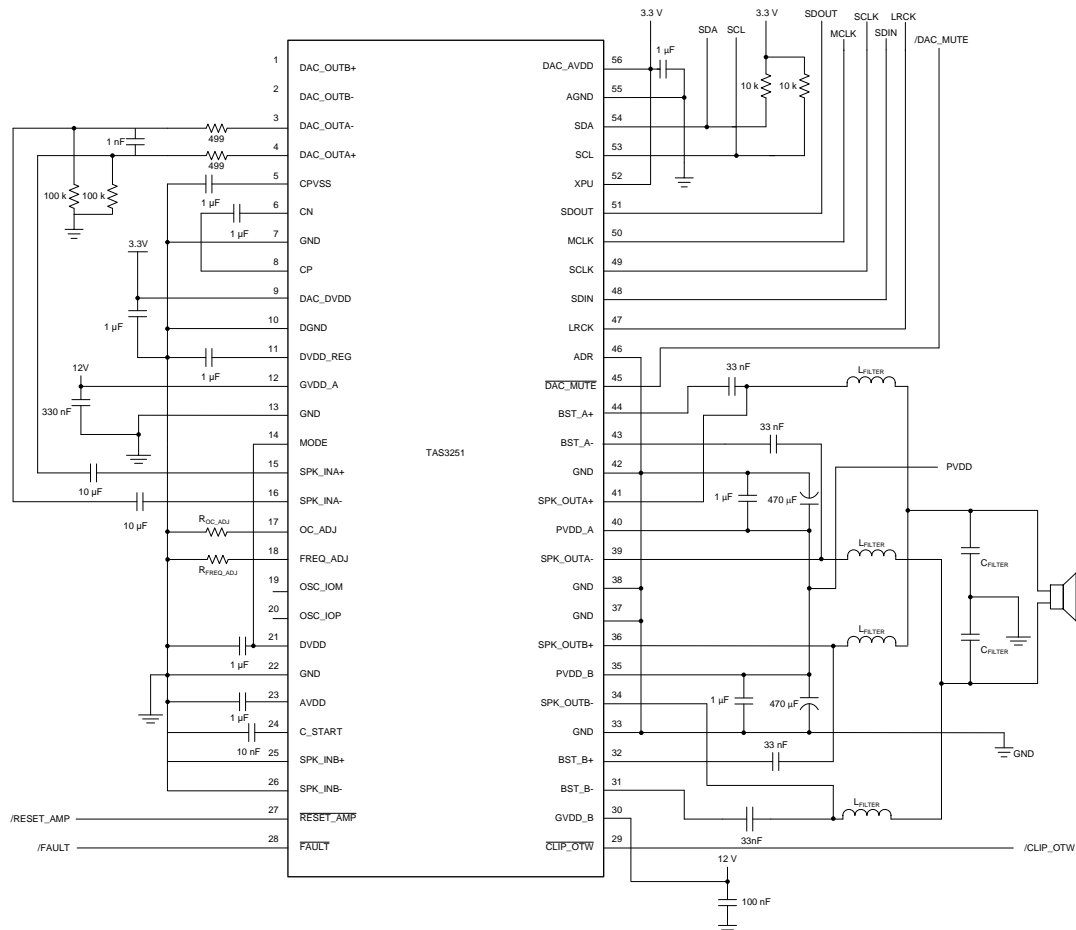 3.3 V
3.3 V
SDOUT
SCLK
LRCK
SDA
SCL
MCLK
SDIN
/DAC_MUTE
1 DAC_OUTB+
2 DAC_OUTB-
3 DAC_OUTA-
4 DAC_OUTA+
5 CPVSS
6 CN
7 GND
8 CP
9 DAC_DVDD
10 DGND
11 DVDD_REG
12 GVDD_A
13 GND
14 MODE
15 SPK_INA+
16 SPK_INA-
17 OC_ADJ
18 FREQ_ADJ
19 OSC_IOM
20 OSC_IOP
21 DVDD
22 GND
23 AVDD
24 C_START
25 SPK_INB+
26 SPK_INB-
27 RESET_AMP
28 FAULT
1 nF
499
499
100 k
100 k
1 µF
1 µF
3.3V
1 µF
1 µF
12V
330 nF
10 µF
10 µF
ROC_ADJ
RFREQ_ADJ
1 µF
1 µF
10 nF
/RESET_AMP
/FAULT
TAS3251
DAC_AVDD 56
AGND 55
SDA 54
SCL 53
XPU 52
SDOUT 51
MCLK 50
SCLK 49
SDIN 48
LRCK 47
ADR 46
DAC_MUTE 45
BST_A+ 44
BST_A- 43
GND 42
SPK_OUTA+ 41
PVDD_A 40
SPK_OUTA- 39
GND 38
GND 37
SPK_OUTB+ 36
PVDD_B 35
SPK_OUTB- 34
GND 33
BST_B+ 32
BST_B- 31
GVDD_B 30
CLIP_OTW 29
1 µF
10 k
10 k
33 nF
LFILTER
33 nF
PVDD
1 µF
470 µF
LFILTER
CFILTER
LFILTER
CFILTER
1 µF
470 µF
33 nF
GND
LFILTER
33nF
/CLIP_OTW
12 V
100 nF